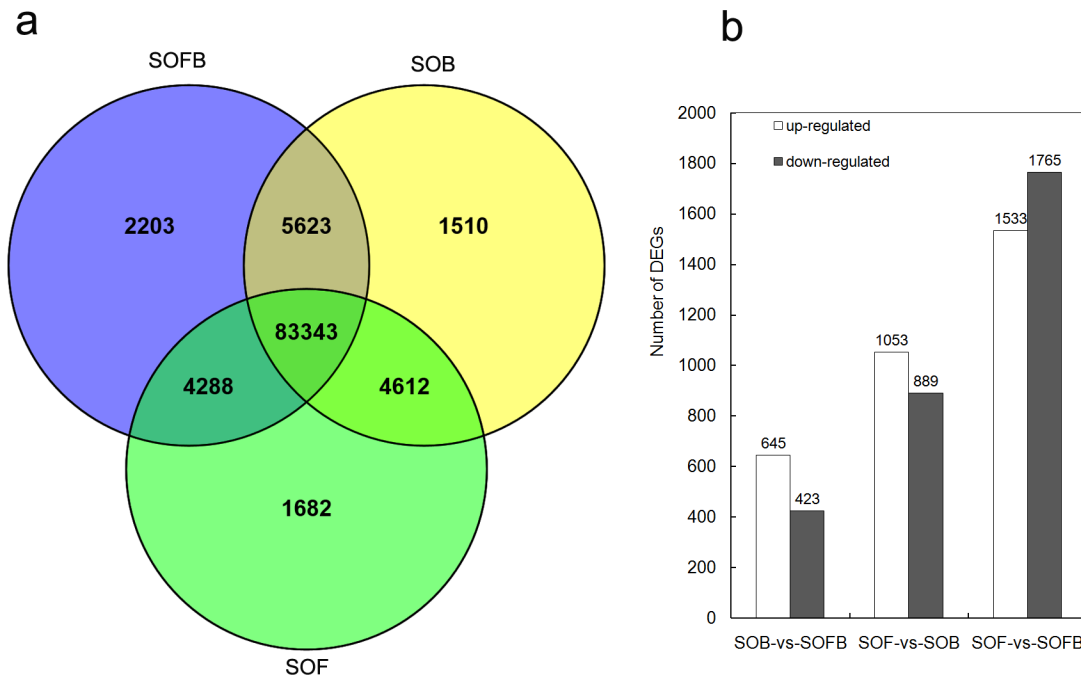 a
SOFB
SOB
2203
5623
1510
83343
4288
4612
1682
SOF
b
Number of DEGs
2000
1800
1600
1400
1200
1000
800
600
400
200
0
up-regulated
down-regulated
645
423
1053
889
1533
1765
SOB-vs-SOFB
SOF-vs-SOB
SOF-vs-SOFB